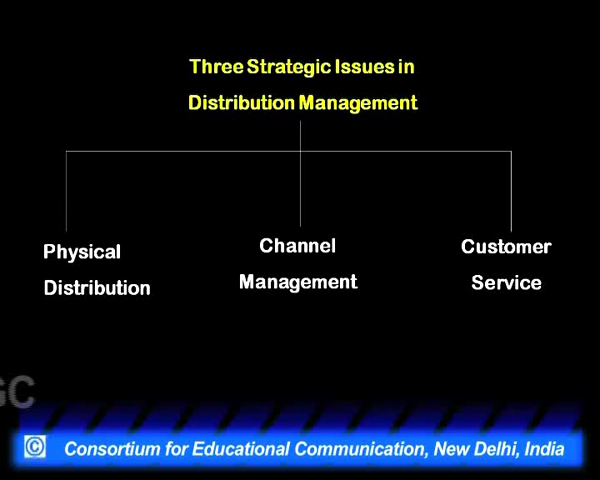 Three Strategic Issues in
Distribution Management
Physical
Distribution
Channel
Management
Customer
Service
GC
© Consortium for Educational Communication, New Delhi, India